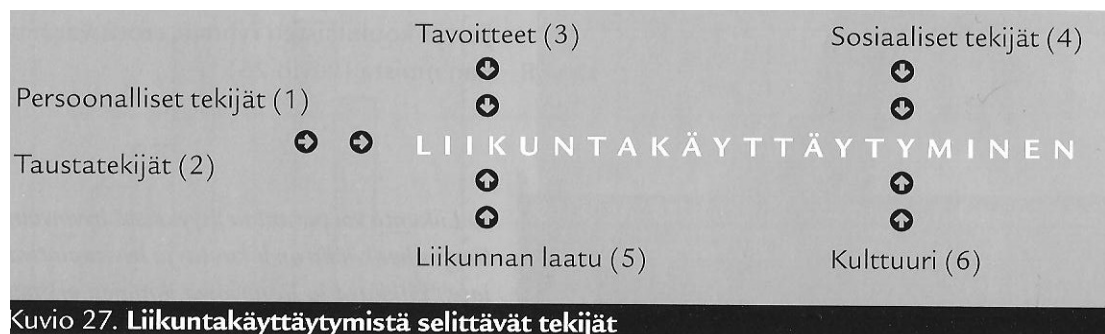 Tavoitteet (3)
Sosiaaliset tekijät (4)
Persoonalliset tekijät (1)
LIIKUNTAKÄYTTÄYTYMINEN
Taustatekijät (2)
Liikunnan laatu (5)
Kulttuuri (6)
Kuvio 27. Liikuntakäyttäytymistä selittävät tekijät